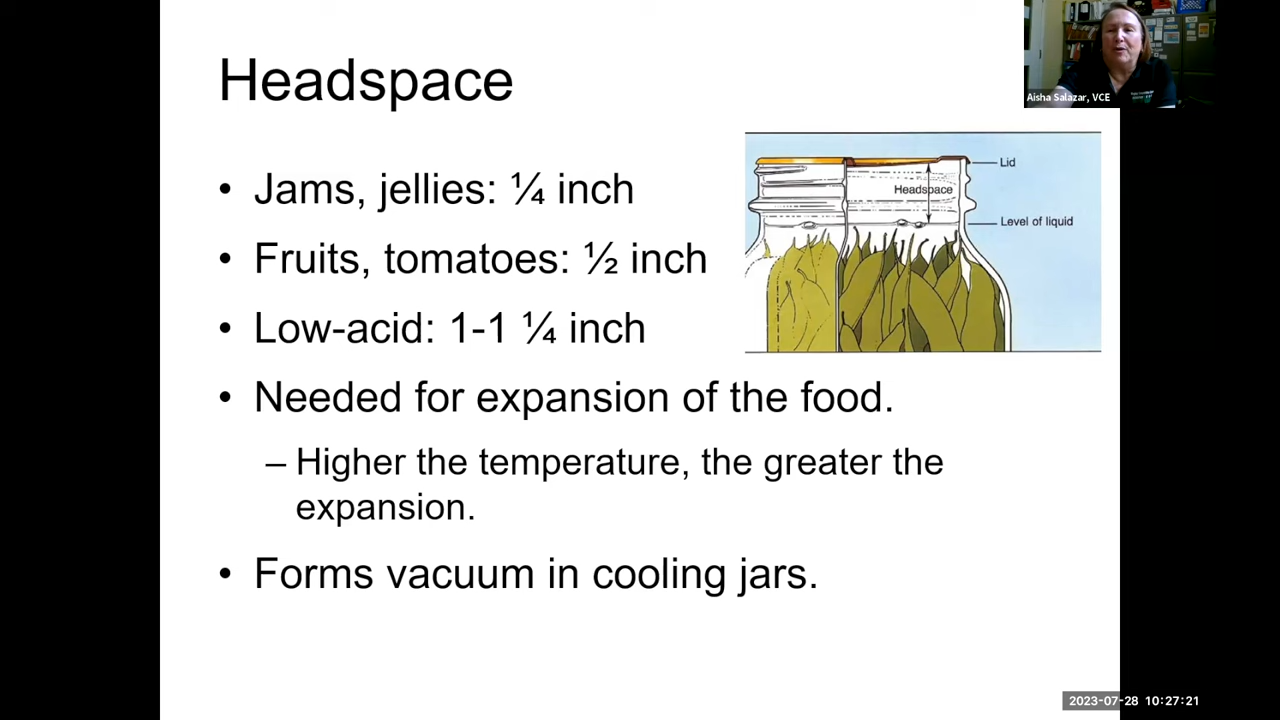 Headspace
• Jams, jellies: ¼ inch
• Fruits, tomatoes: ½ inch
• Low-acid: 1-1 ¼ inch
• Needed for expansion of the food.
– Higher the temperature, the greater the
expansion.
• Forms vacuum in cooling jars.
Lid
Headspace
Level of liquid
Aisha Salazar, VCE
2023-07-28 10:27:21